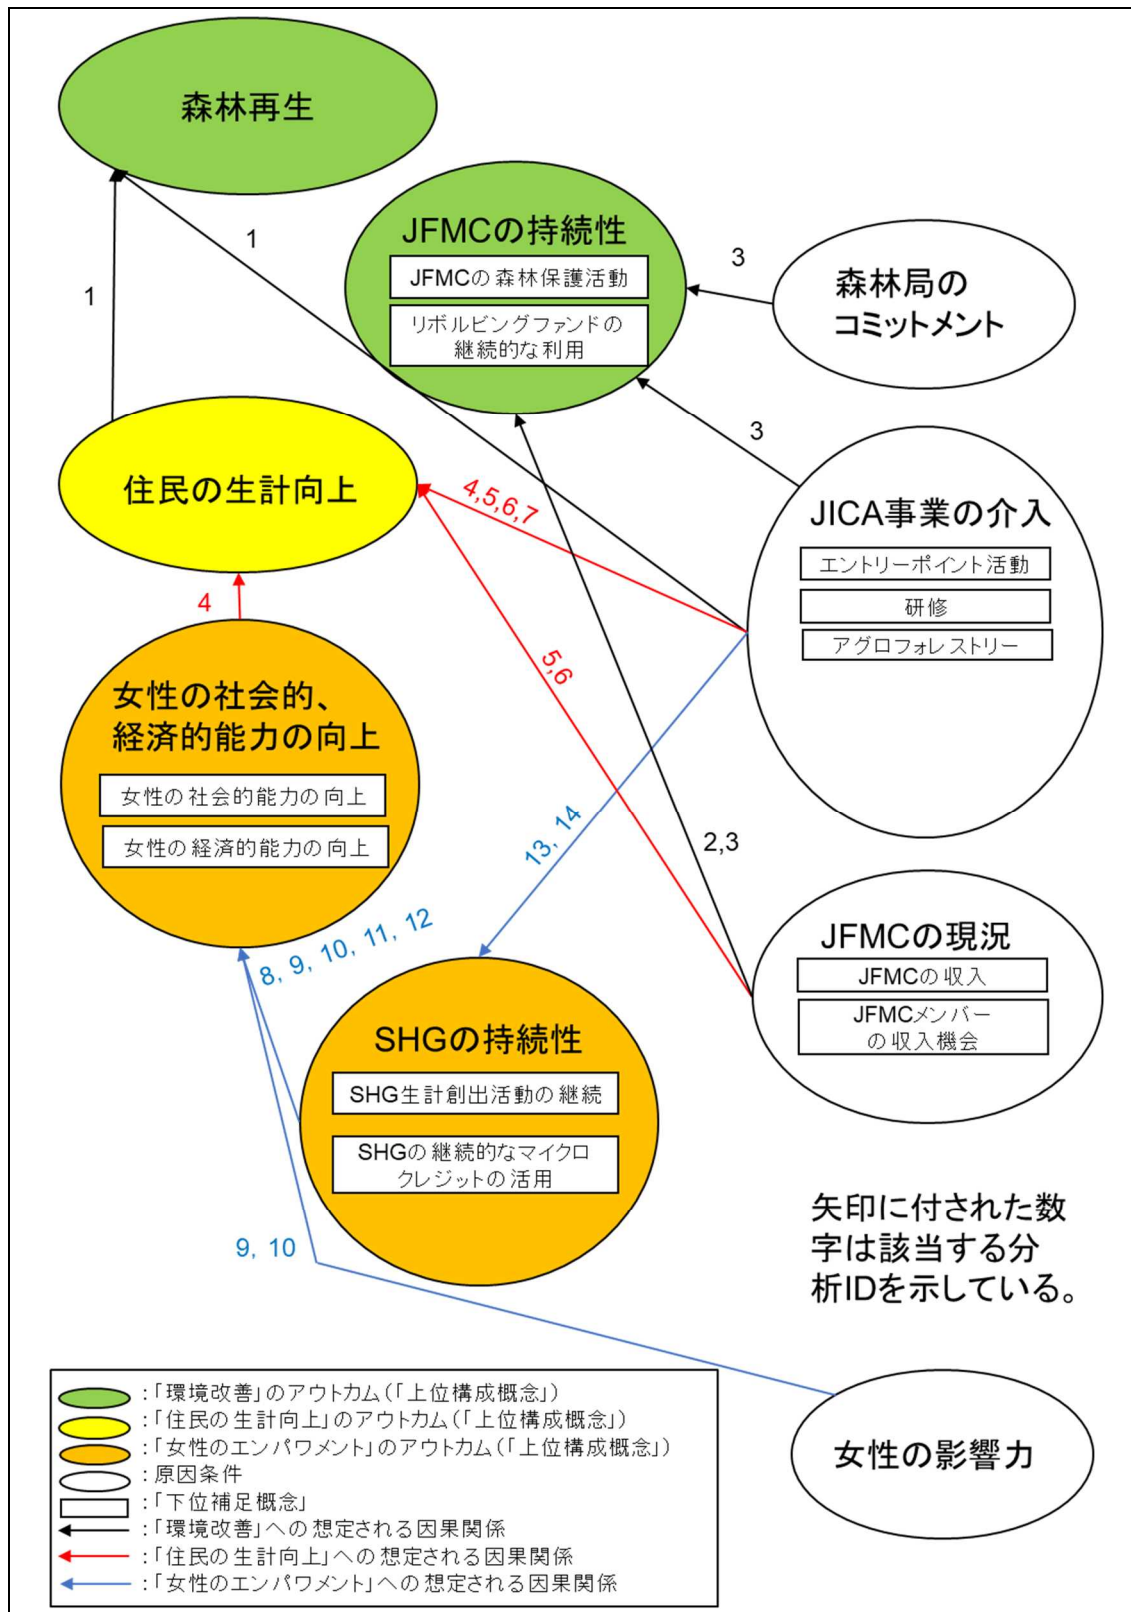 森林再生
1
1
JFMCの持続性
JFMCの森林保護活動
リボルビングファンドの
継続的な利用
3
森林局の
コミットメント
3
住民の生計向上
4,5,6,7
JICA事業の介入
エントリーポイント活動
研修
アグロフォレストリー
4
5,6
女性の社会的、
経済的能力の向上
女性の社会的能力の向上
女性の経済的能力の向上
13, 14
2,3
8, 9, 10, 11, 12
JFMCの現況
JFMCの収入
JFMCメンバー
の収入機会
SHGの持続性
SHG生計創出活動の継続
SHGの継続的なマイクロ
クレジットの活用
9, 10
矢印に付された数
字は該当する分
析IDを示している。
女性の影響力
:「環境改善」のアウトカム(「上位構成概念」)
:「住民の生計向上」のアウトカム(「上位構成概念」)
:「女性のエンパワメント」のアウトカム(「上位構成概念」)
:原因条件
:「下位補足概念」
:「環境改善」への想定される因果関係
:「住民の生計向上」への想定される因果関係
:「女性のエンパワメント」への想定される因果関係